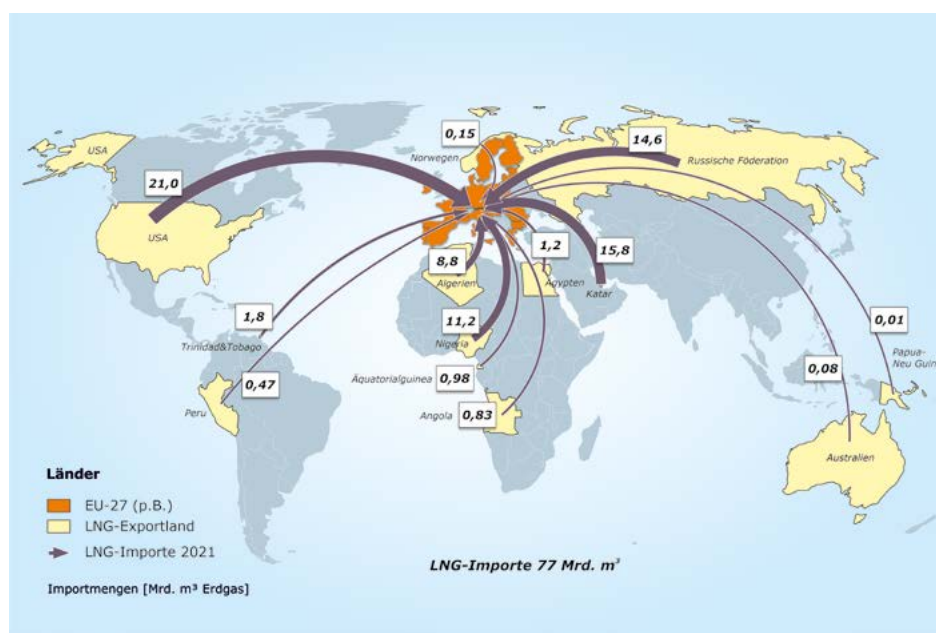 USA
21,0
USA
0,15
Norwegen
14,6
Russische Föderation
8,8
Algerien
1,2
Ägypten
15,8
Katar
1,8
Trinidad&Tobago
11,2
Nigeria
0,01
Papua-
Neu Guin
0,47
Peru
Äquatorialguinea
0,98
Angola
0,83
0,08
Australien
Länder
EU-27 (p.B.)
LNG-Exportland
LNG-Importe 2021
LNG-Importe 77 Mrd. m³
Importmengen [Mrd. m³ Erdgas]